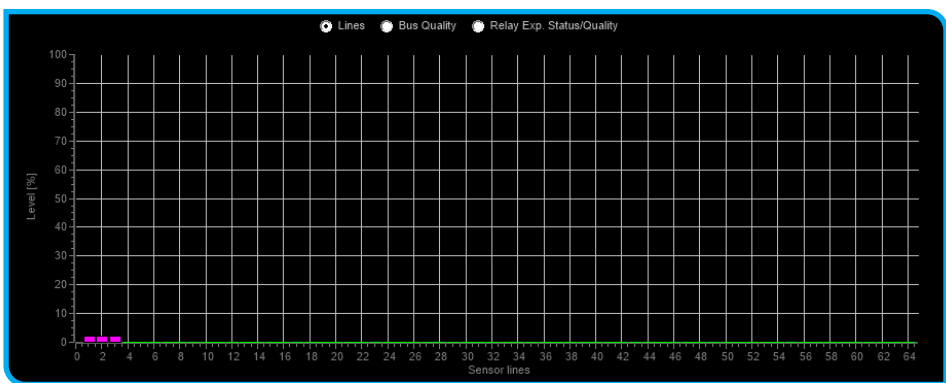 Lines Bus Quality Relay Exp. Status/Quality
100
90
80
70
60
50
40
30
20
10
0
Level [%]
0 2 4 6 8 10 12 14 16 18 20 22 24 26 28 30 32 34 36 38 40 42 44 46 48 50 52 54 56 58 60 62 64
Sensor lines